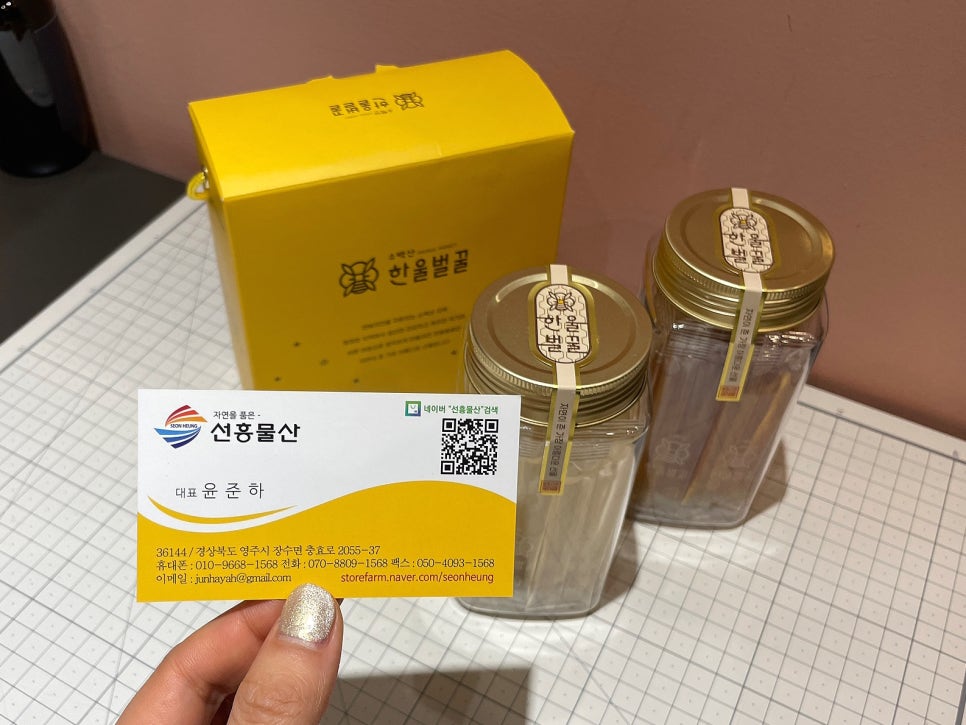 한울벌꿀
소백산
한울벌꿀
한울
벌꿀
한울
벌꿀
자연을 품은 -
SEON HEUNG
선흥물산
네이버 "선흥물산"검색
대표 윤 준 하
36144 / 경상북도 영주시 장수면 충효로 2055-37
휴대폰 : 010-9668-1568 전화 : 070-8809-1568 팩스 : 050-4093-1568
이메일 : junhayah@gmail.com
storefarm.naver.com/seonheung